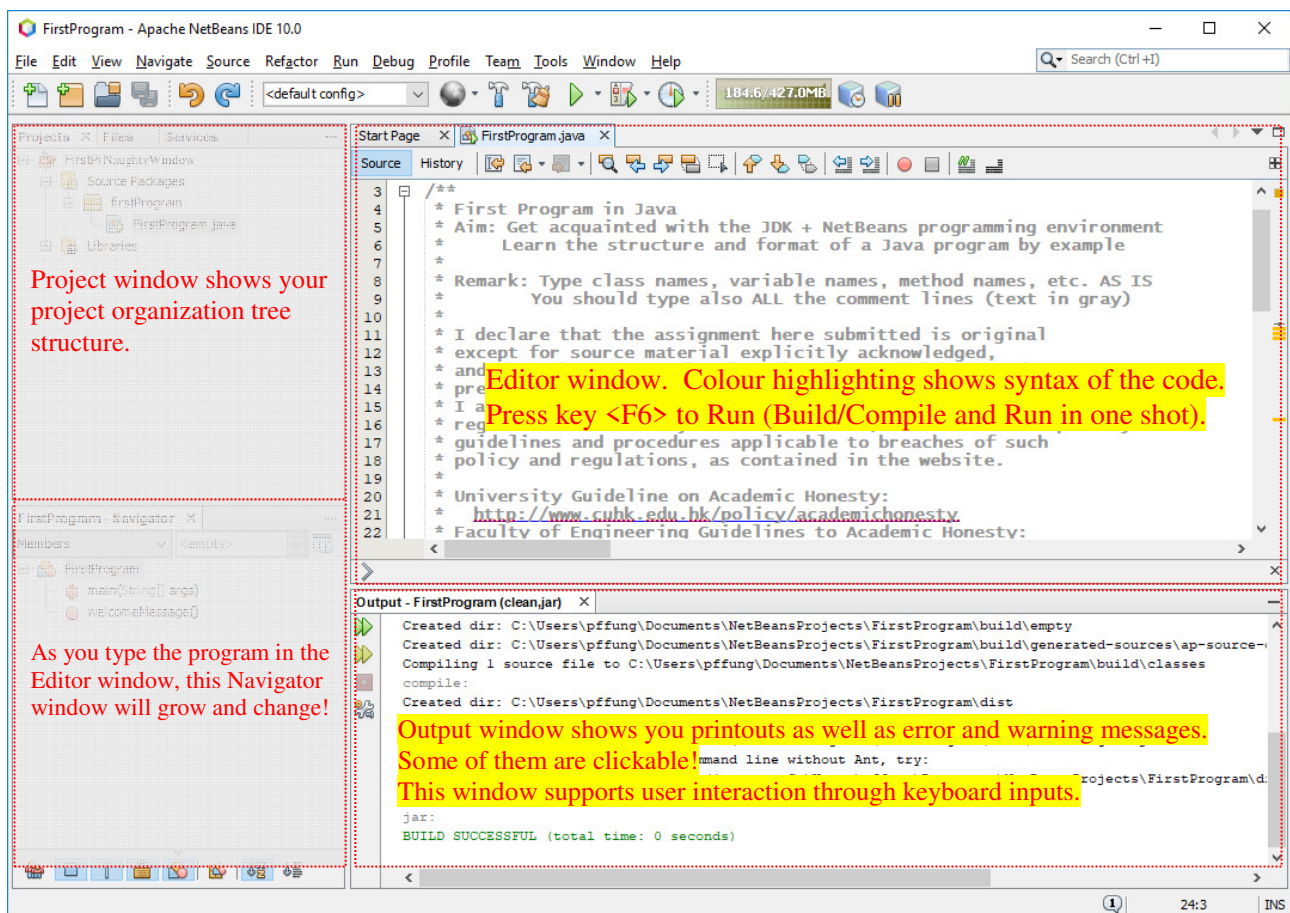 FirstProgram - Apache NetBeans IDE 10.0
File Edit View Navigate Source Refactor Run Debug Profile Team Tools Window Help
Search (Ctrl+I)
<default config>
184.6/427.0MB
Projects Files Services
First NaughtyWindow
Source Packages
firstProgram
FirstProgram.java
Libraries
Project window shows your
project organization tree
structure.
FirstProgram - Navigator
Members <empty>
FirstProgram
main(String[] args)
welcomeMessage()
As you type the program in the
Editor window, this Navigator
window will grow and change!
Start Page FirstProgram.java
Source History
3 /**
4 * First Program in Java
5 * Aim: Get acquainted with the JDK + NetBeans programming environment
6 * Learn the structure and format of a Java program by example
7 *
8 * Remark: Type class names, variable names, method names, etc. AS IS
9 * You should type also ALL the comment lines (text in gray)
10 *
11 * I declare that the assignment here submitted is original
12 * except for source material explicitly acknowledged,
13 * and
14 * pre
15 * I a
16 * reg
17 * guidelines and procedures applicable to breaches of such
18 * policy and regulations, as contained in the website.
19 *
20 * University Guideline on Academic Honesty:
21 * http://www.cuhk.edu.hk/policy/academichonesty
22 * Faculty of Engineering Guidelines to Academic Honesty:
Editor window. Colour highlighting shows syntax of the code.
Press key <F6> to Run (Build/Compile and Run in one shot).
Output - FirstProgram (clean,jar)
Created dir: C:\Users\pffung\Documents\NetBeansProjects\FirstProgram\build\empty
Created dir: C:\Users\pffung\Documents\NetBeansProjects\FirstProgram\build\generated-sources\ap-source-
Compiling 1 source file to C:\Users\pffung\Documents\NetBeansProjects\FirstProgram\build\classes
compile:
Created dir: C:\Users\pffung\Documents\NetBeansProjects\FirstProgram\dist
Output window shows you printouts as well as error and warning messages.
Some of them are clickable!
mmand line without Ant, try:
rojects\FirstProgram\di
This window supports user interaction through keyboard inputs.
jar:
BUILD SUCCESSFUL (total time: 0 seconds)
1 24:3 INS